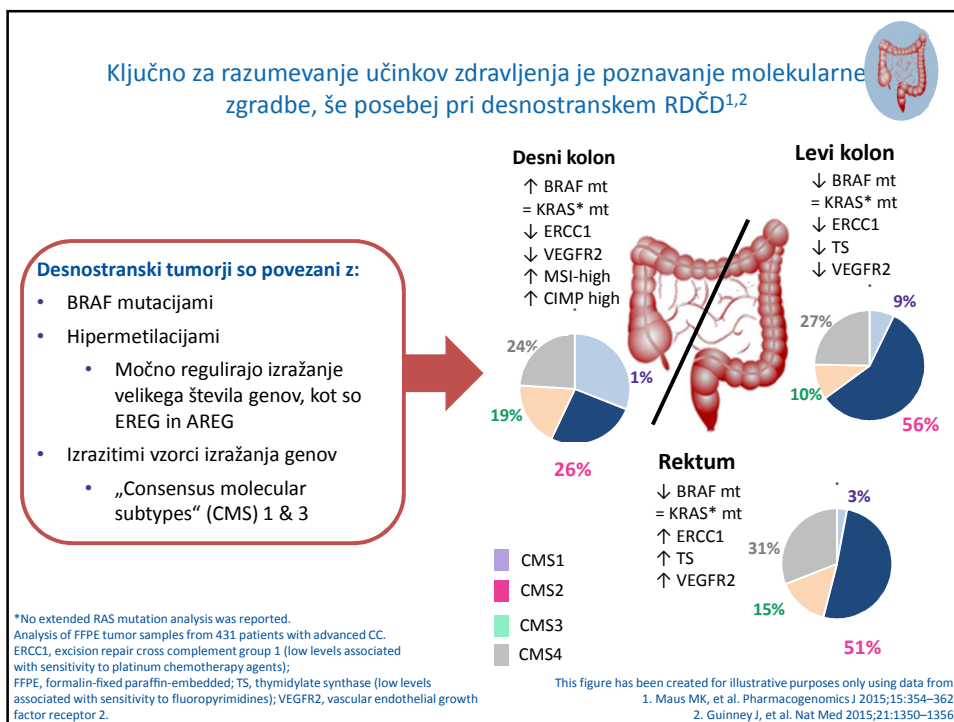 Ključno za razumevanje učinkov zdravljenja je poznavanje molekularne
zgradbe, še posebej pri desnostranskem RDČD1,2
Desnostranski tumorji so povezani z:
• BRAF mutacijami
• Hipermetilacijami
• Močno regulirajo izražanje
velikega števila genov, kot so
EREG in AREG
• Izrazitimi vzorci izražanja genov
• „Consensus molecular
subtypes“ (CMS) 1 & 3
Desni kolon
↑ BRAF mt
= KRAS* mt
↓ ERCC1
↓ VEGFR2
↑ MSI-high
↑ CIMP high
24%
1%
19%
26%
Levi kolon
↓ BRAF mt
= KRAS* mt
↓ ERCC1
↓ TS
↓ VEGFR2
9%
27%
10%
56%
Rektum
↓ BRAF mt
= KRAS* mt
↑ ERCC1
↑ TS
↑ VEGFR2
3%
31%
15%
51%
CMS1
CMS2
CMS3
CMS4
*No extended RAS mutation analysis was reported.
Analysis of FFPE tumor samples from 431 patients with advanced CC.
ERCC1, excision repair cross complement group 1 (low levels associated
with sensitivity to platinum chemotherapy agents);
FFPE, formalin-fixed paraffin-embedded; TS, thymidylate synthase (low levels
associated with sensitivity to fluoropyrimidines); VEGFR2, vascular endothelial growth
factor receptor 2.
This figure has been created for illustrative purposes only using data from
1. Maus MK, et al. Pharmacogenomics J 2015;15:354–362
2. Guinney J, et al. Nat Med 2015;21:1350–1356